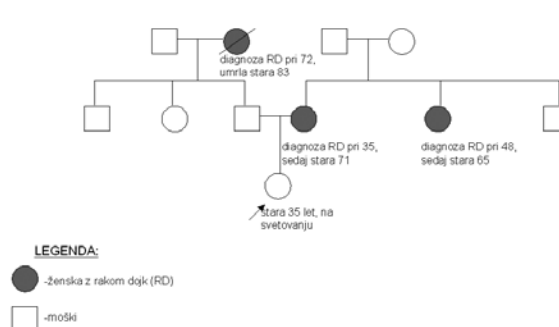 diagnoza RD pri 72,
umrla stara 83
diagnoza RD pri 35,
sedaj stara 71
diagnoza RD pri 48,
sedaj stara 65
stara 35 let, na
svetovanju
LEGENDA:
-ženska z rakom dojk (RD)
-moški